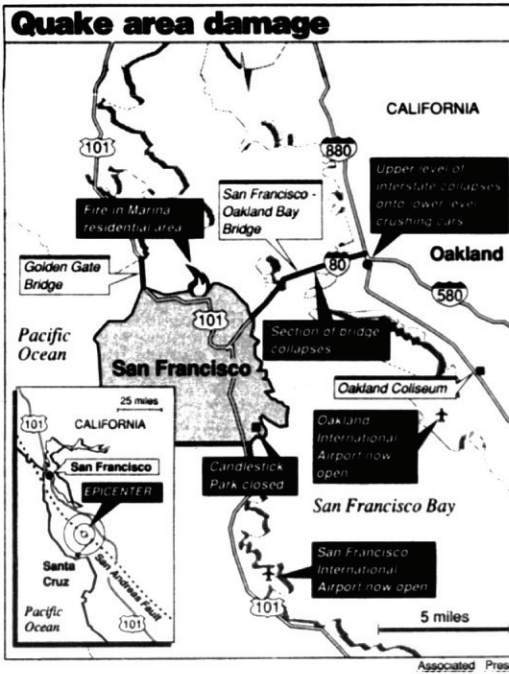 Quake area damage
CALIFORNIA
101
880
Upper level of
interstate collapses
onto lower level
crushing cars
San Francisco -
Oakland Bay
Bridge
Fire in Marina
residential area
Oakland
Golden Gate
Bridge
80
580
101
Pacific
Ocean
Section of bridge
collapses
San Francisco
Oakland Coliseum
25 miles
CALIFORNIA
101
San Francisco
EPICENTER
Santa
Cruz
San Andreas Fault
Pacific
Ocean
101
Candlestick
Park closed
Oakland
International
Airport now
open
San Francisco Bay
San Francisco
International
Airport now open
101
5 miles
Associated Pres